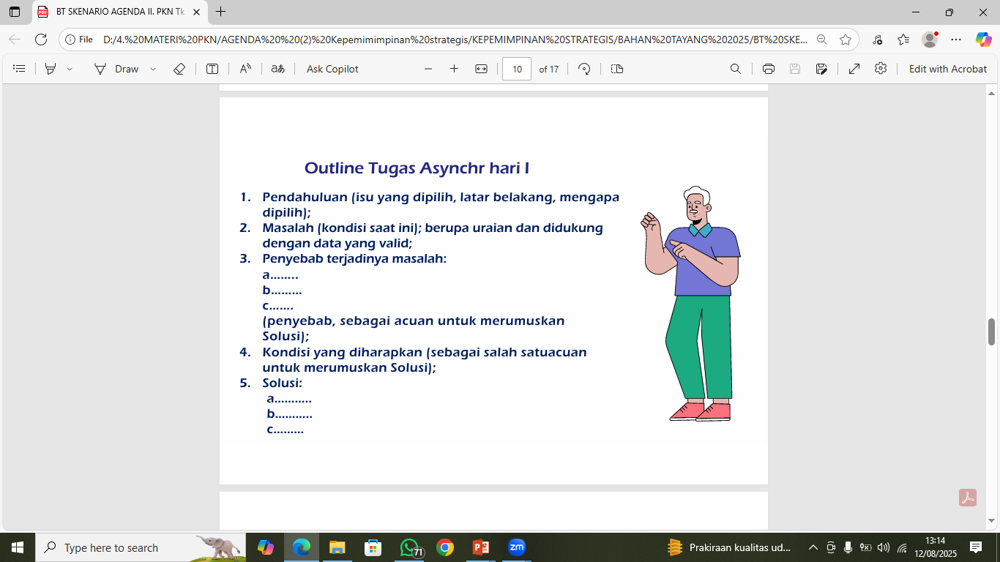 BT SKENARIO AGENDA II. PKN Tk
File
D:/4.%20MATERI%20PKN/AGENDA%20%20(2)%20Kepemimimpinan%20strategis/KEPEMIMPINAN%20STRATEGIS/BAHAN%20TAYANG%202025/BT%20SKE...
Draw
Ask Copilot
10 of 17
Edit with Acrobat
Outline Tugas Asynchr hari I
1. Pendahuluan (isu yang dipilih, latar belakang, mengapa
dipilih);
2. Masalah (kondisi saat ini); berupa uraian dan didukung
dengan data yang valid;
3. Penyebab terjadinya masalah:
a........
b.........
c.......
(penyebab, sebagai acuan untuk merumuskan
Solusi);
4. Kondisi yang diharapkan (sebagai salah satuacuan
untuk merumuskan Solusi);
5. Solusi:
a...........
b...........
c.........
Type here to search
71
zm
Prakiraan kualitas ud...
13:14
12/08/2025